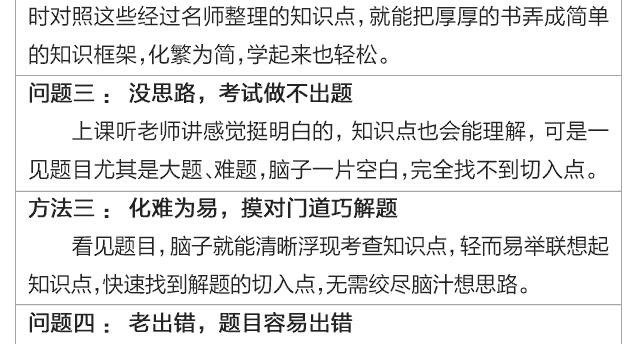 时对照这些经过名师整理的知识点，就能把厚厚的书弄成简单
的知识框架，化繁为简，学起来也轻松。
问题三：没思路，考试做不出题
上课听老师讲感觉挺明白的，知识点也会能理解，可是一
见题目尤其是大题、难题，脑子一片空白，完全找不到切入点。
方法三：化难为易，摸对门道巧解题
看见题目，脑子就能清晰浮现考查知识点，轻而易举联想起
知识点，快速找到解题的切入点，无需绞尽脑汁想思路。
问题四：老出错，题目容易出错